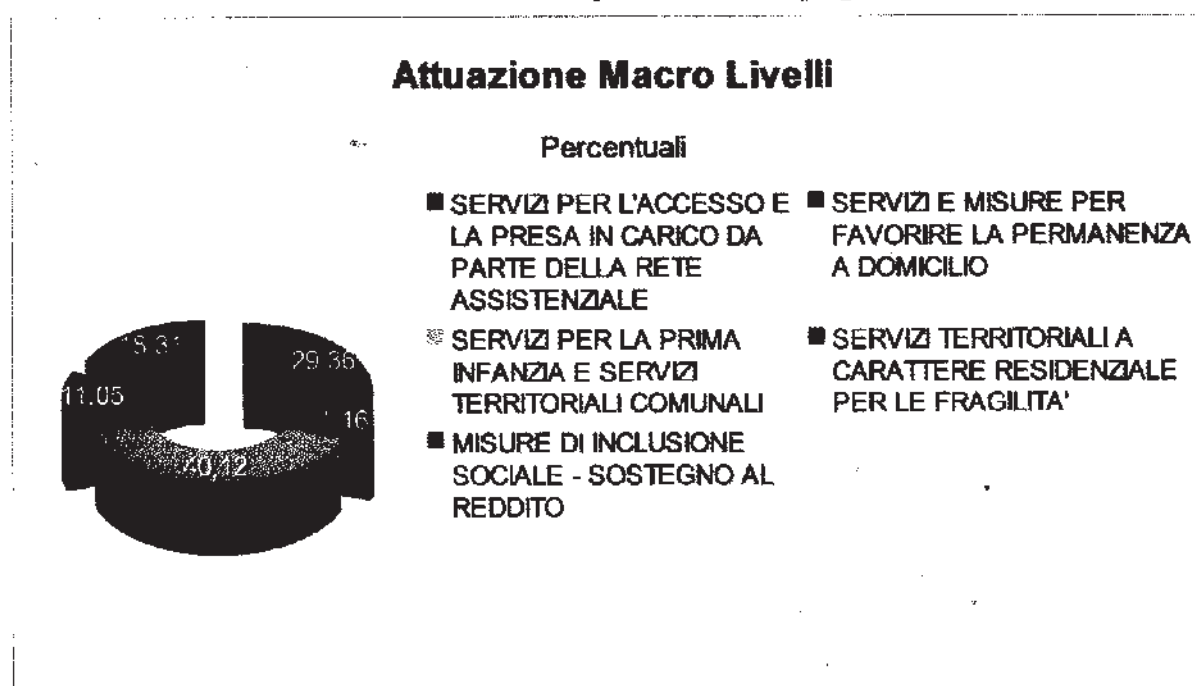 Attuazione Macro Livelli
Percentuali
SERVIZI PER L'ACCESSO E
LA PRESA IN CARICO DA
PARTE DELLA RETE
ASSISTENZIALE
SERVIZI E MISURE PER
FAVORIRE LA PERMANENZA
A DOMICILIO
SERVIZI PER LA PRIMA
INFANZIA E SERVIZI
TERRITORIALI COMUNALI
SERVIZI TERRITORIALI A
CARATTERE RESIDENZIALE
PER LE FRAGILITA'
MISURE DI INCLUSIONE
SOCIALE - SOSTEGNO AL
REDDITO
29.36
11.05
40,12